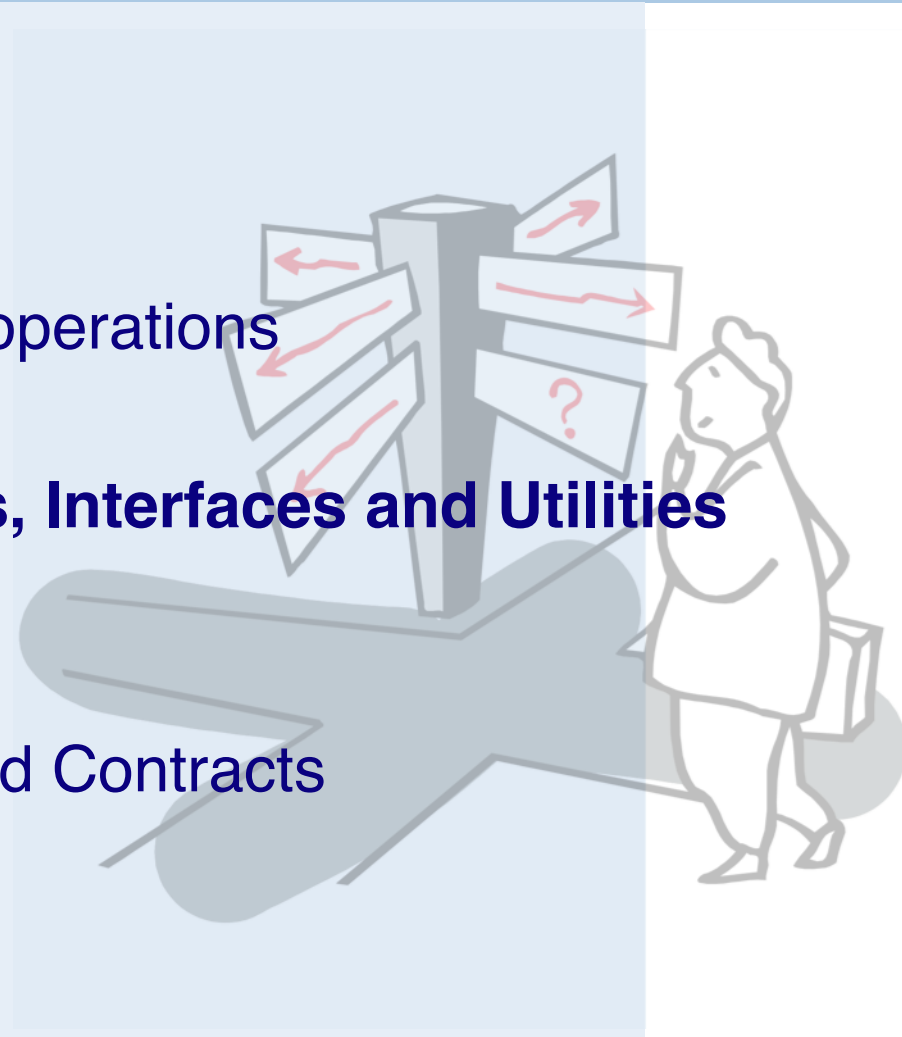 operations
s, Interfaces and Utilities
d Contracts
?